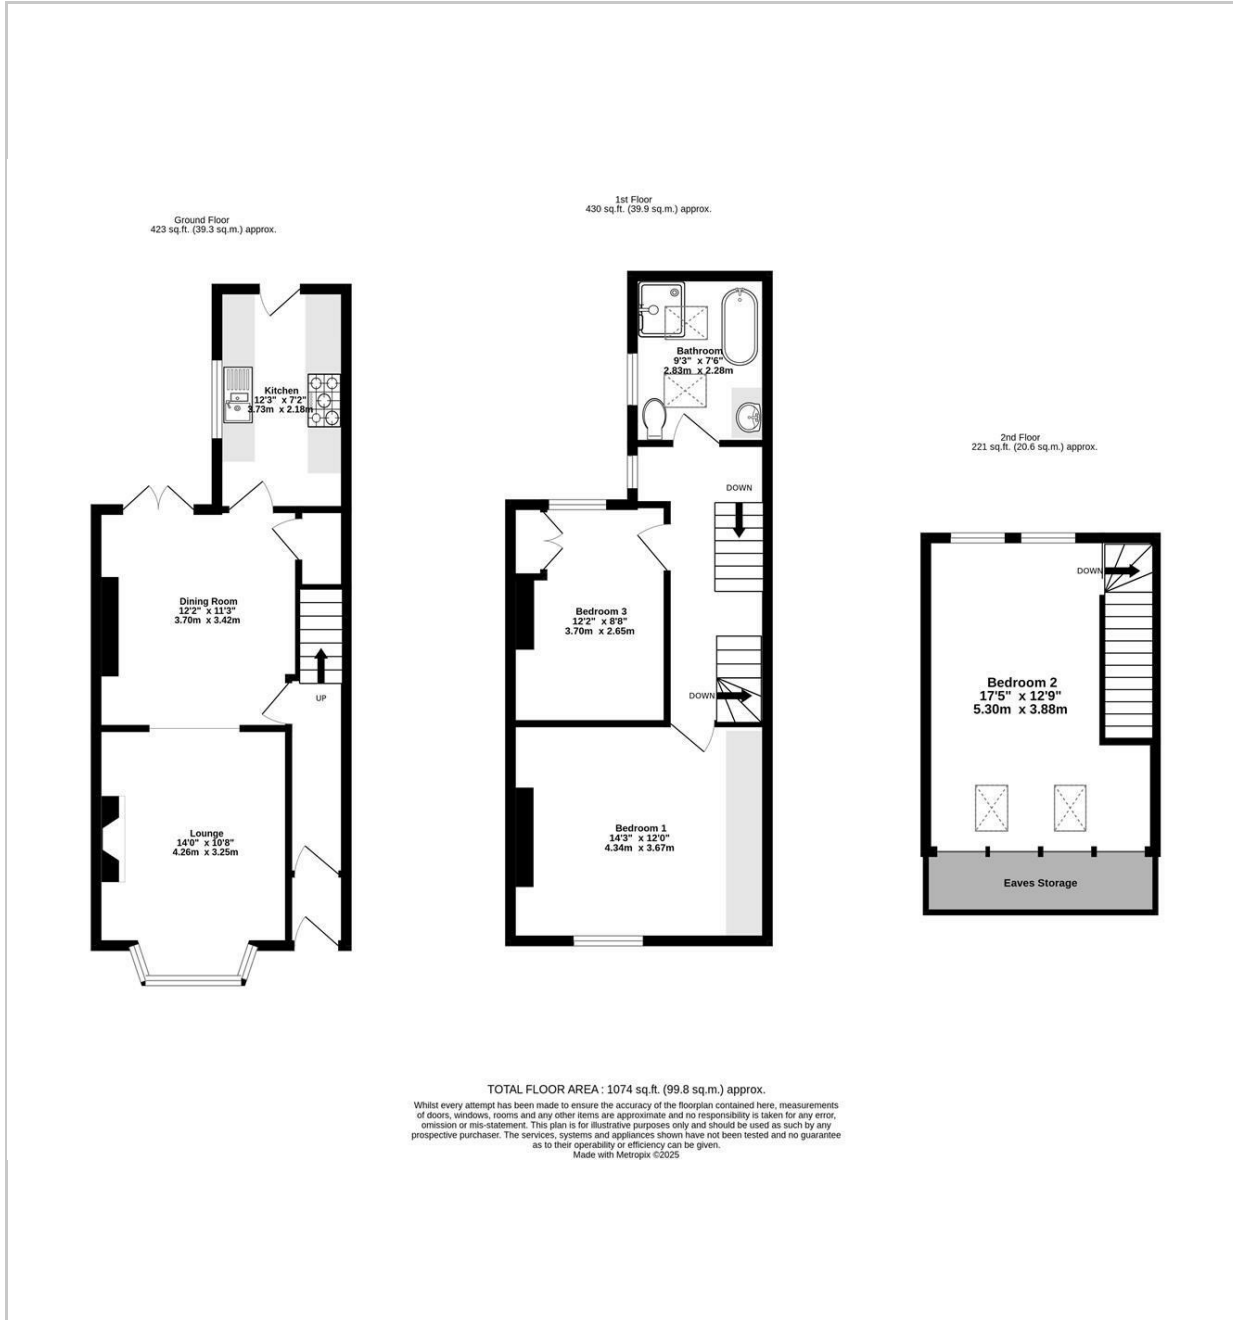 Ground Floor
423 sq.ft. (39.3 sq.m.) approx.
Kitchen
12'3" x 7'2"
3.73m x 2.18m
Dining Room
12'2" x 11'3"
3.70m x 3.42m
UP
Lounge
14'0" x 10'8"
4.26m x 3.25m
1st Floor
430 sq.ft. (39.9 sq.m.) approx.
Bathroom
9'3" x 7'6"
2.83m x 2.28m
DOWN
Bedroom 3
12'2" x 8'8"
3.70m x 2.65m
DOWN
Bedroom 1
14'3" x 12'0"
4.34m x 3.67m
2nd Floor
221 sq.ft. (20.6 sq.m.) approx.
DOWN
Bedroom 2
17'5" x 12'9"
5.30m x 3.88m
Eaves Storage
TOTAL FLOOR AREA : 1074 sq.ft. (99.8 sq.m.) approx.
Whilst every attempt has been made to ensure the accuracy of the floorplan contained here, measurements
of doors, windows, rooms and any other items are approximate and no responsibility is taken for any error,
omission or mis-statement. This plan is for illustrative purposes only and should be used as such by any
prospective purchaser. The services, systems and appliances shown have not been tested and no guarantee
as to their operability or efficiency can be given.
Made with Metropix ©2025